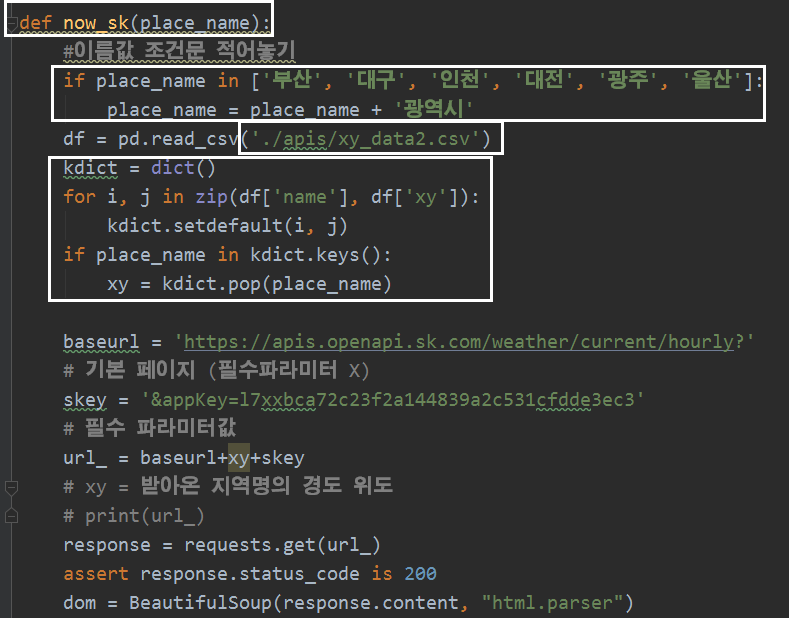 def now_sk(place_name):
#이름값 조건문 적어놓기
if place_name in ['부산', '대구', '인천', '대전', '광주', '울산']:
place_name = place_name + '광역시'
df = pd.read_csv('./apis/xy_data2.csv')
kdict = dict()
for i, j in zip(df['name'], df['xy']):
kdict.setdefault(i, j)
if place_name in kdict.keys():
xy = kdict.pop(place_name)
baseurl = 'https://apis.openapi.sk.com/weather/current/hourly?'
# 기본 페이지 (필수파라미터 X)
skey = '&appKey=l7xxbca72c23f2a144839a2c531cfdde3ec3'
# 필수 파라미터값
url_ = baseurl+xy+skey
# xy = 받아온 지역명의 경도 위도
# print(url_)
response = requests.get(url_)
assert response.status_code is 200
dom = BeautifulSoup(response.content, "html.parser")